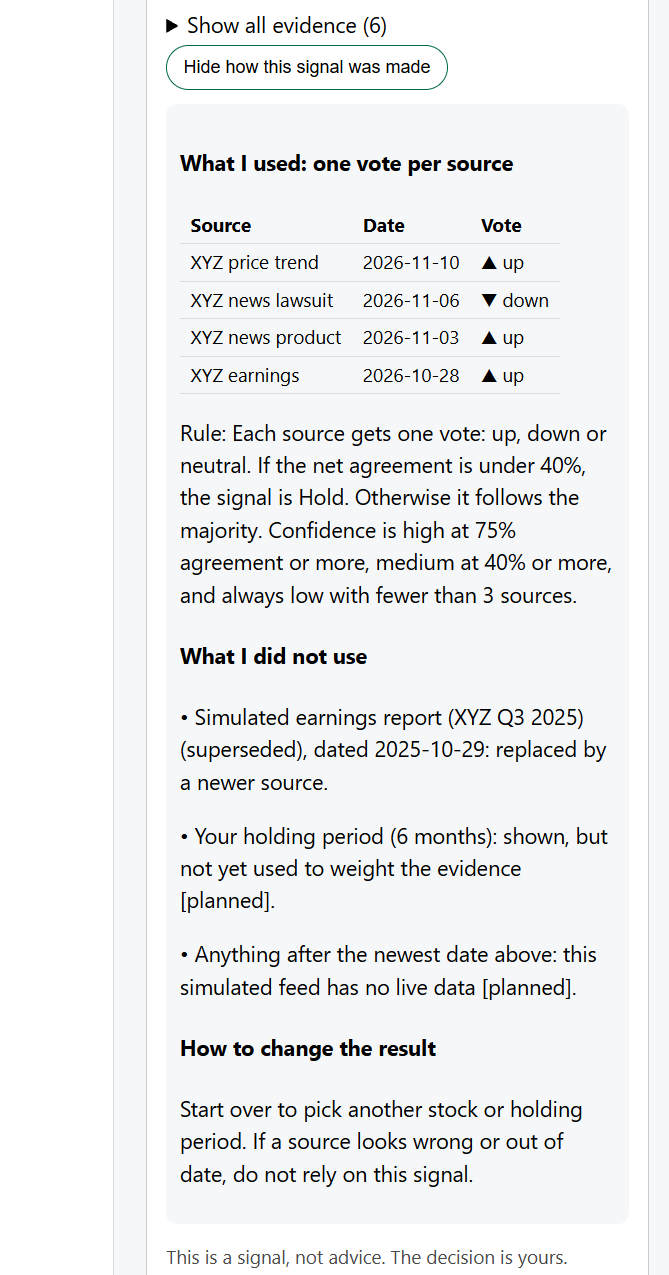 ▶ Show all evidence (6)
Hide how this signal was made
What I used: one vote per source
Source Date Vote
XYZ price trend 2026-11-10 ▲ up
XYZ news lawsuit 2026-11-06 ▼ down
XYZ news product 2026-11-03 ▲ up
XYZ earnings 2026-10-28 ▲ up
Rule: Each source gets one vote: up, down or
neutral. If the net agreement is under 40%,
the signal is Hold. Otherwise it follows the
majority. Confidence is high at 75%
agreement or more, medium at 40% or more,
and always low with fewer than 3 sources.
What I did not use
• Simulated earnings report (XYZ Q3 2025)
(superseded), dated 2025-10-29: replaced by
a newer source.
• Your holding period (6 months): shown, but
not yet used to weight the evidence
[planned].
• Anything after the newest date above: this
simulated feed has no live data [planned].
How to change the result
Start over to pick another stock or holding
period. If a source looks wrong or out of
date, do not rely on this signal.
This is a signal, not advice. The decision is yours.